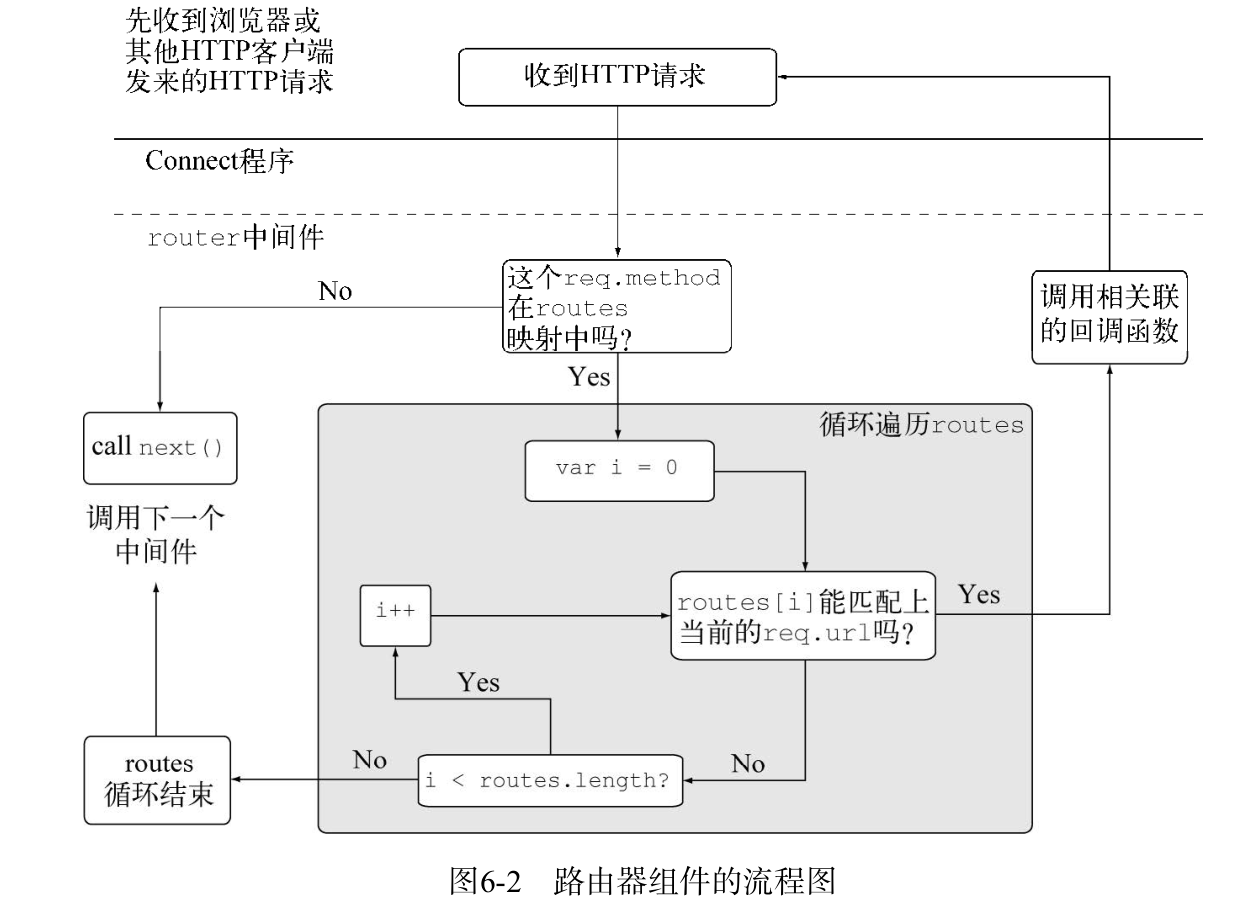 先收到浏览器或
其他HTTP客户端
发来的HTTP请求
收到HTTP请求
Connect程序
router中间件
这个req.method
在routes
映射中吗?
No
调用相关联
的回调函数
Yes
循环遍历routes
call next()
var i = 0
调用下一个
中间件
i++
routes[i]能匹配上
当前的req.url吗?
Yes
Yes
routes
循环结束
No
i < routes.length?
No
图6-2 路由器组件的流程图